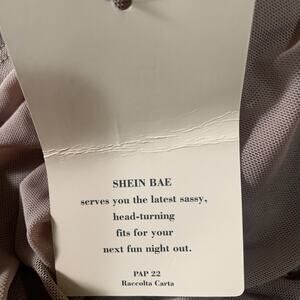 SHEIN BAE
serves you the latest sassy,
head-turning
fits for your
next fun night out.
PAP 22
Raccolta Carta